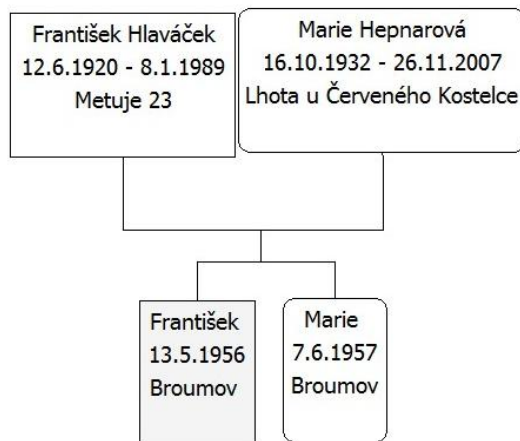 František Hlaváček
12.6.1920 - 8.1.1989
Metuje 23
Marie Hepnarová
16.10.1932 - 26.11.2007
Lhota u Červeného Kostelce
František
13.5.1956
Broumov
Marie
7.6.1957
Broumov